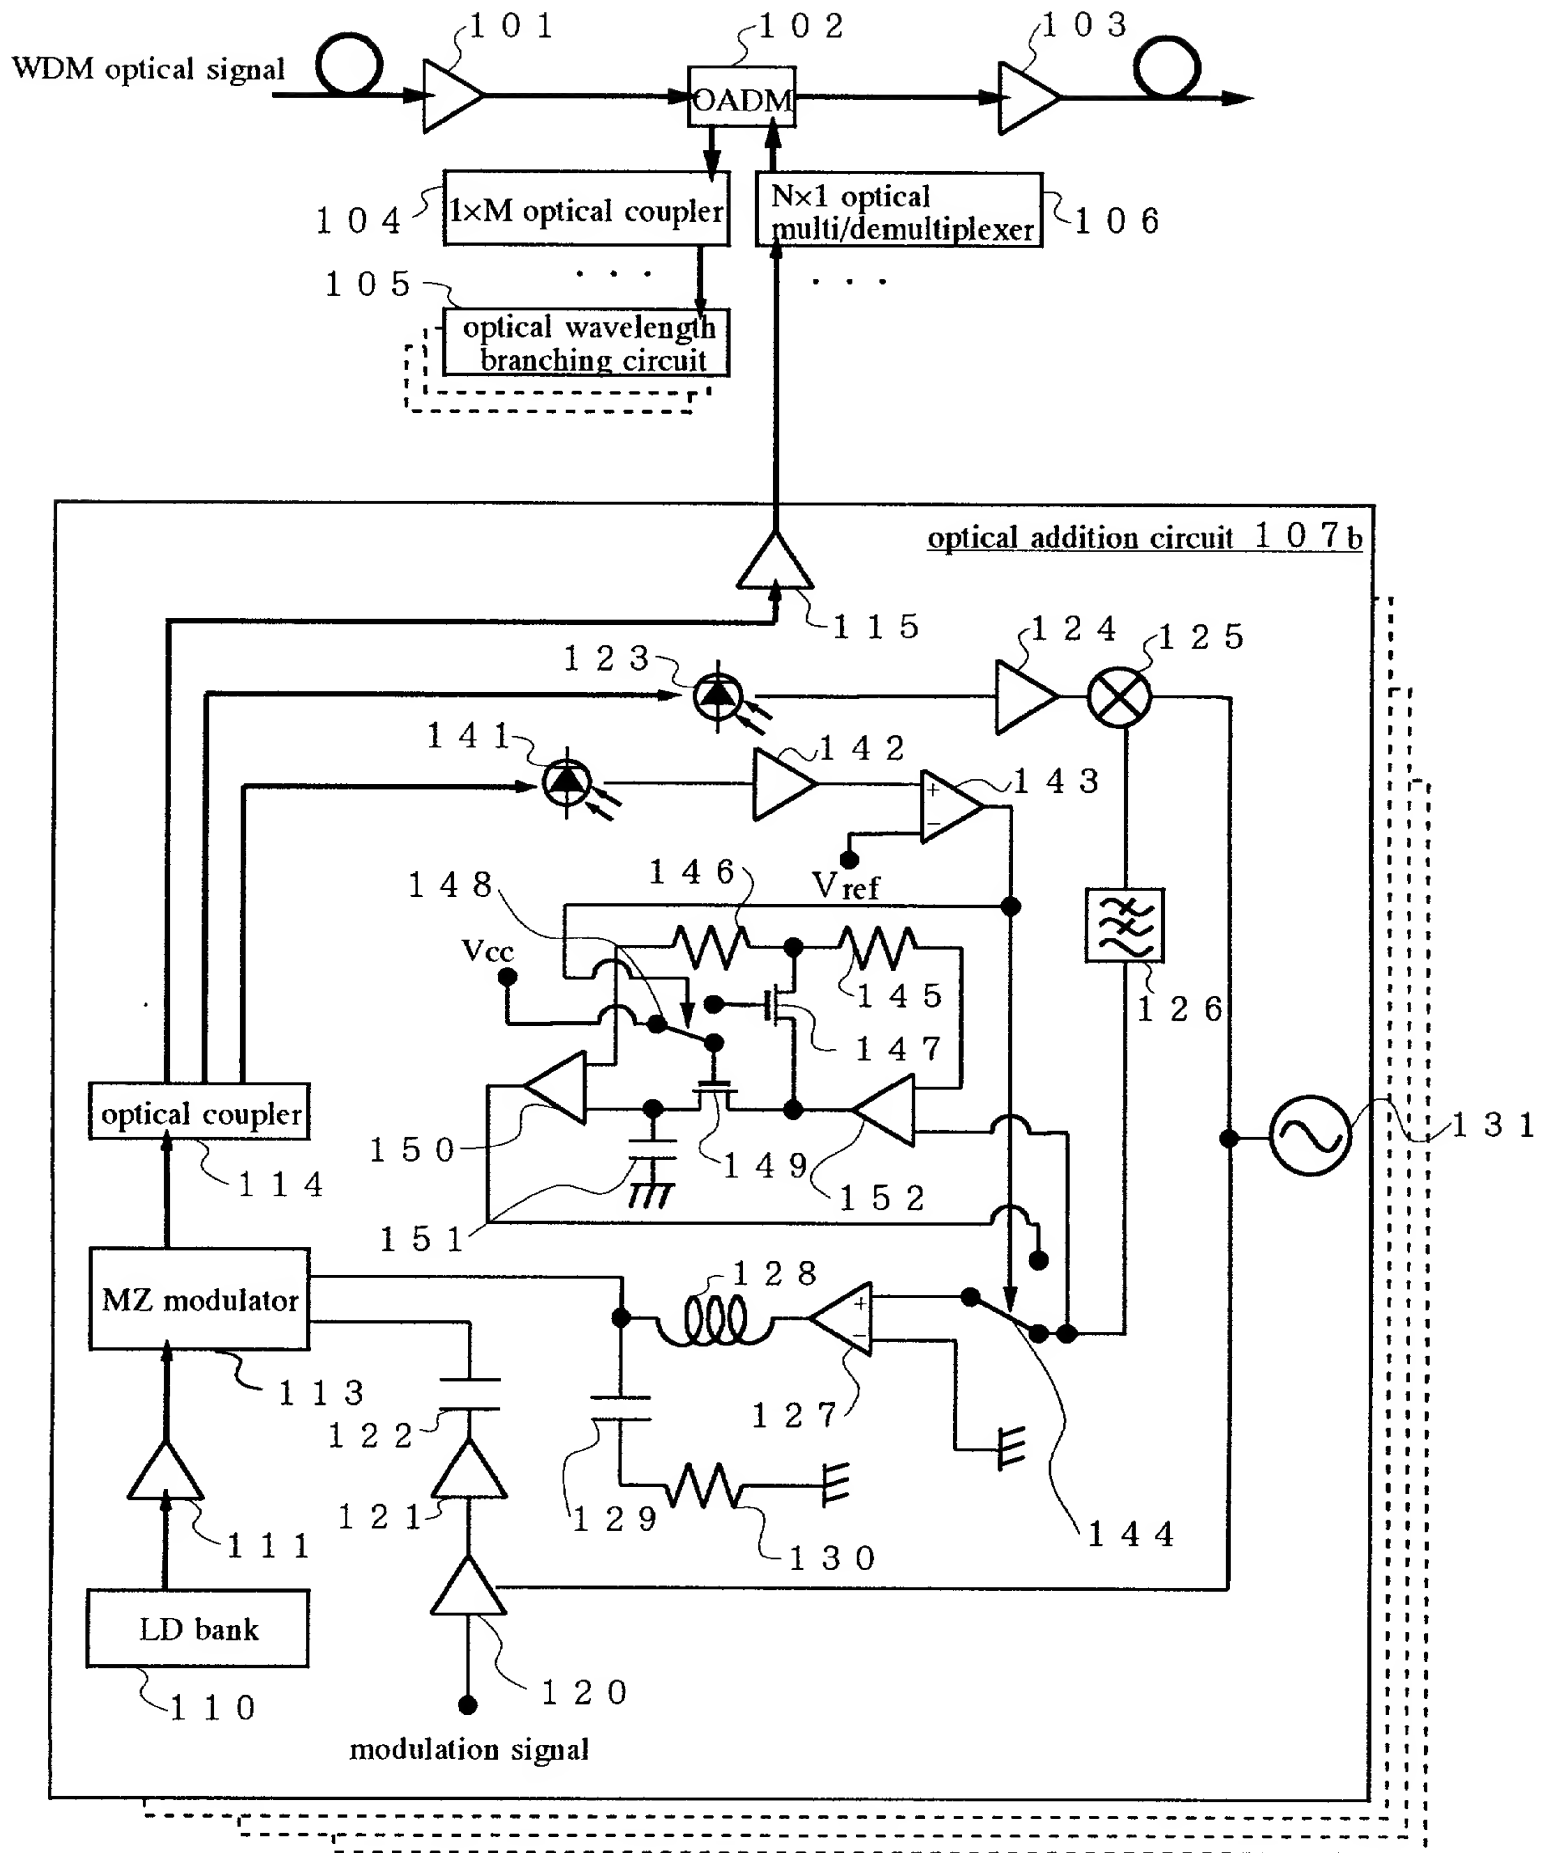 101
102
103
WDM optical signal
OADM
104
1×M optical coupler
N×1 optical
multi/demultiplexer
106
105
optical wavelength
branching circuit
optical addition circuit 107b
115
123
124
125
141
142
143
+
−
Vref
148
146
Vcc
145
126
147
optical coupler
150
149
152
131
114
151
MZ modulator
128
+
−
113
122
127
121
129
144
111
130
LD bank
120
110
modulation signal